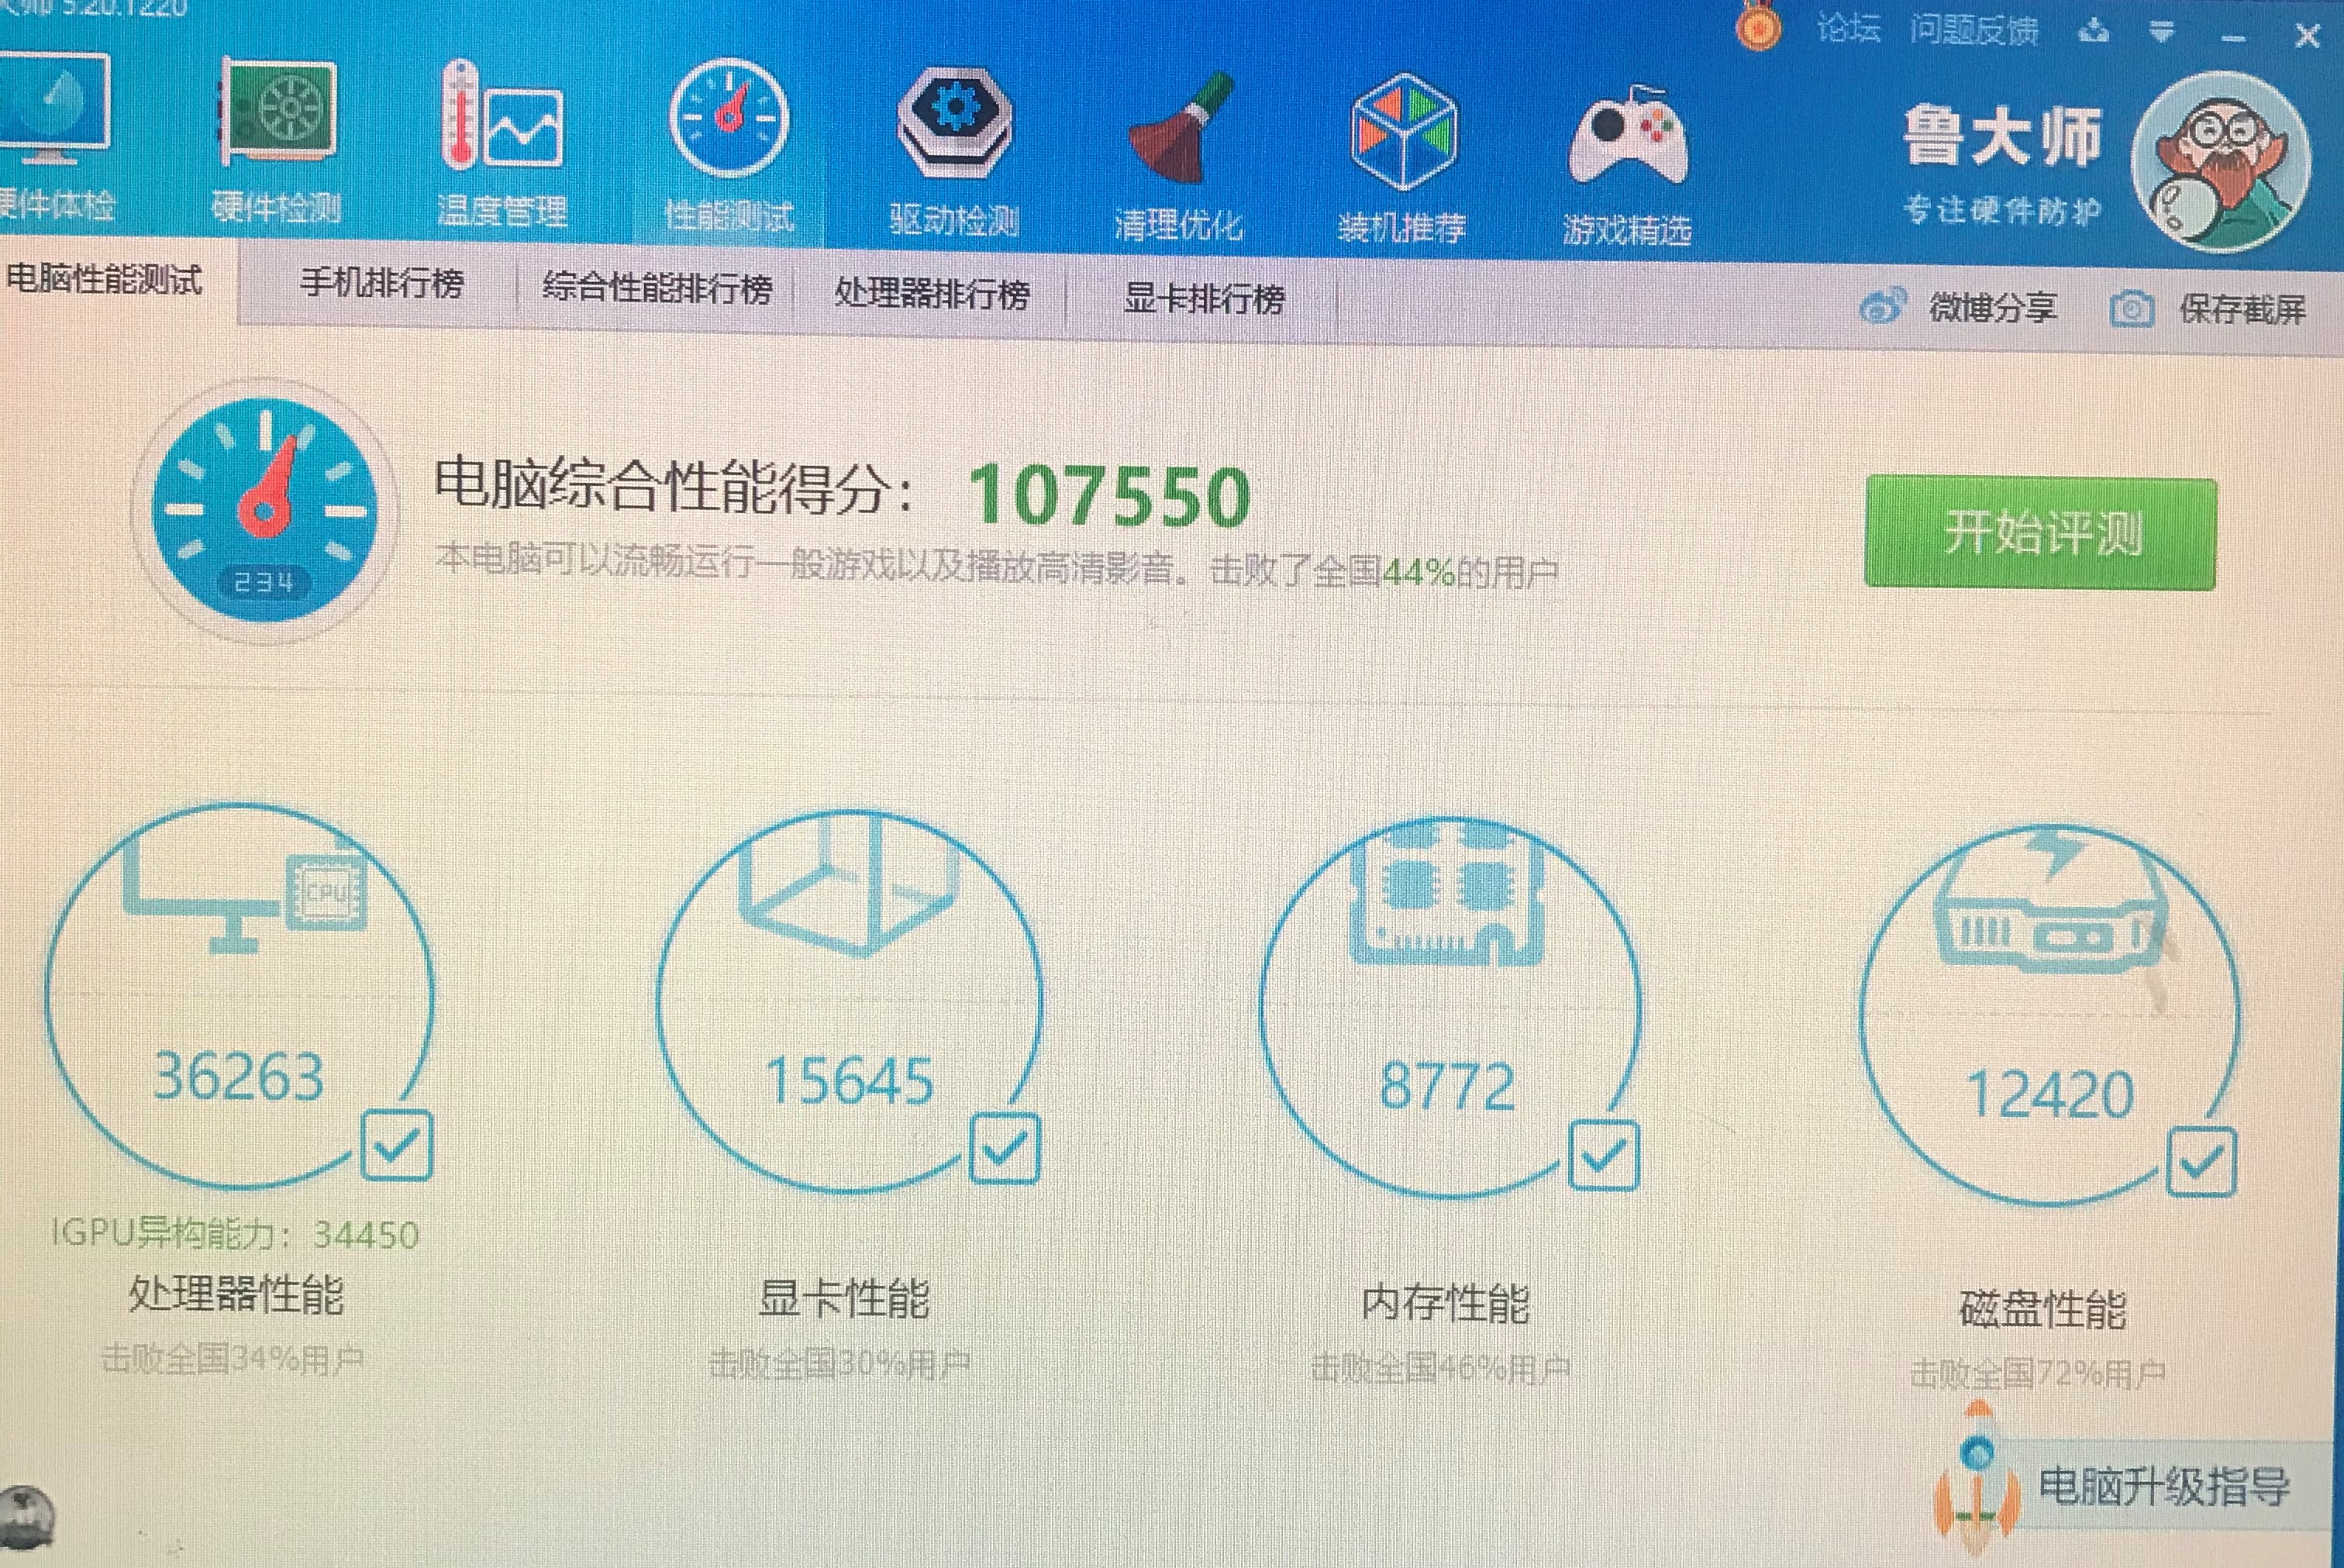 5.20.1220
论坛 问题反馈
硬件体检 硬件检测 温度管理 性能测试 驱动检测 清理优化 装机推荐 游戏精选
鲁大师
专注硬件防护
电脑性能测试 手机排行榜 综合性能排行榜 处理器排行榜 显卡排行榜 微博分享 保存截屏
电脑综合性能得分： 107550
本电脑可以流畅运行一般游戏以及播放高清影音。击败了全国44%的用户
234
开始评测
CPU
36263 15645 8772 12420
IGPU异构能力：34450
处理器性能 显卡性能 内存性能 磁盘性能
击败全国34%用户 击败全国30%用户 击败全国46%用户 击败全国72%用户
电脑升级指导